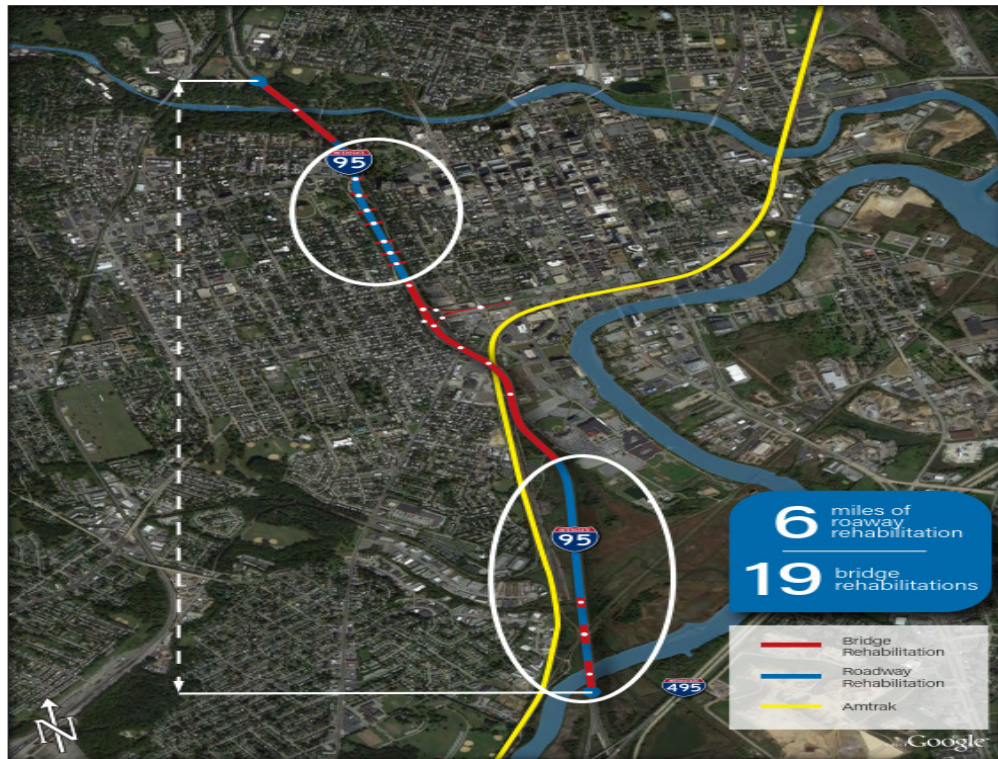 95
95
6 miles of
roaway
rehabilitation
19 bridge
rehabilitations
495
Bridge
Rehabilitation
Roadway
Rehabilitation
Amtrak
N
Google